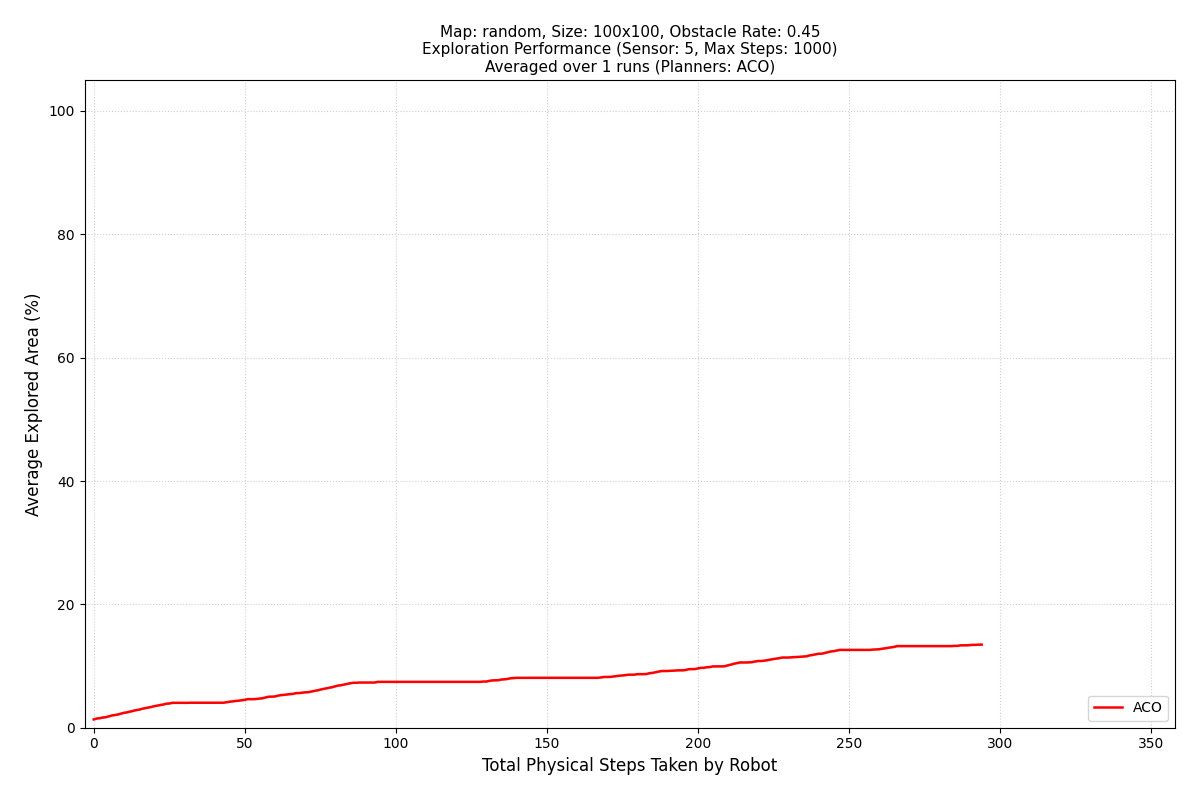 Map: random, Size: 100x100, Obstacle Rate: 0.45
Exploration Performance (Sensor: 5, Max Steps: 1000)
Averaged over 1 runs (Planners: ACO)
Average Explored Area (%)
100
80
60
40
20
0
0 50 100 150 200 250 300 350
Total Physical Steps Taken by Robot
ACO